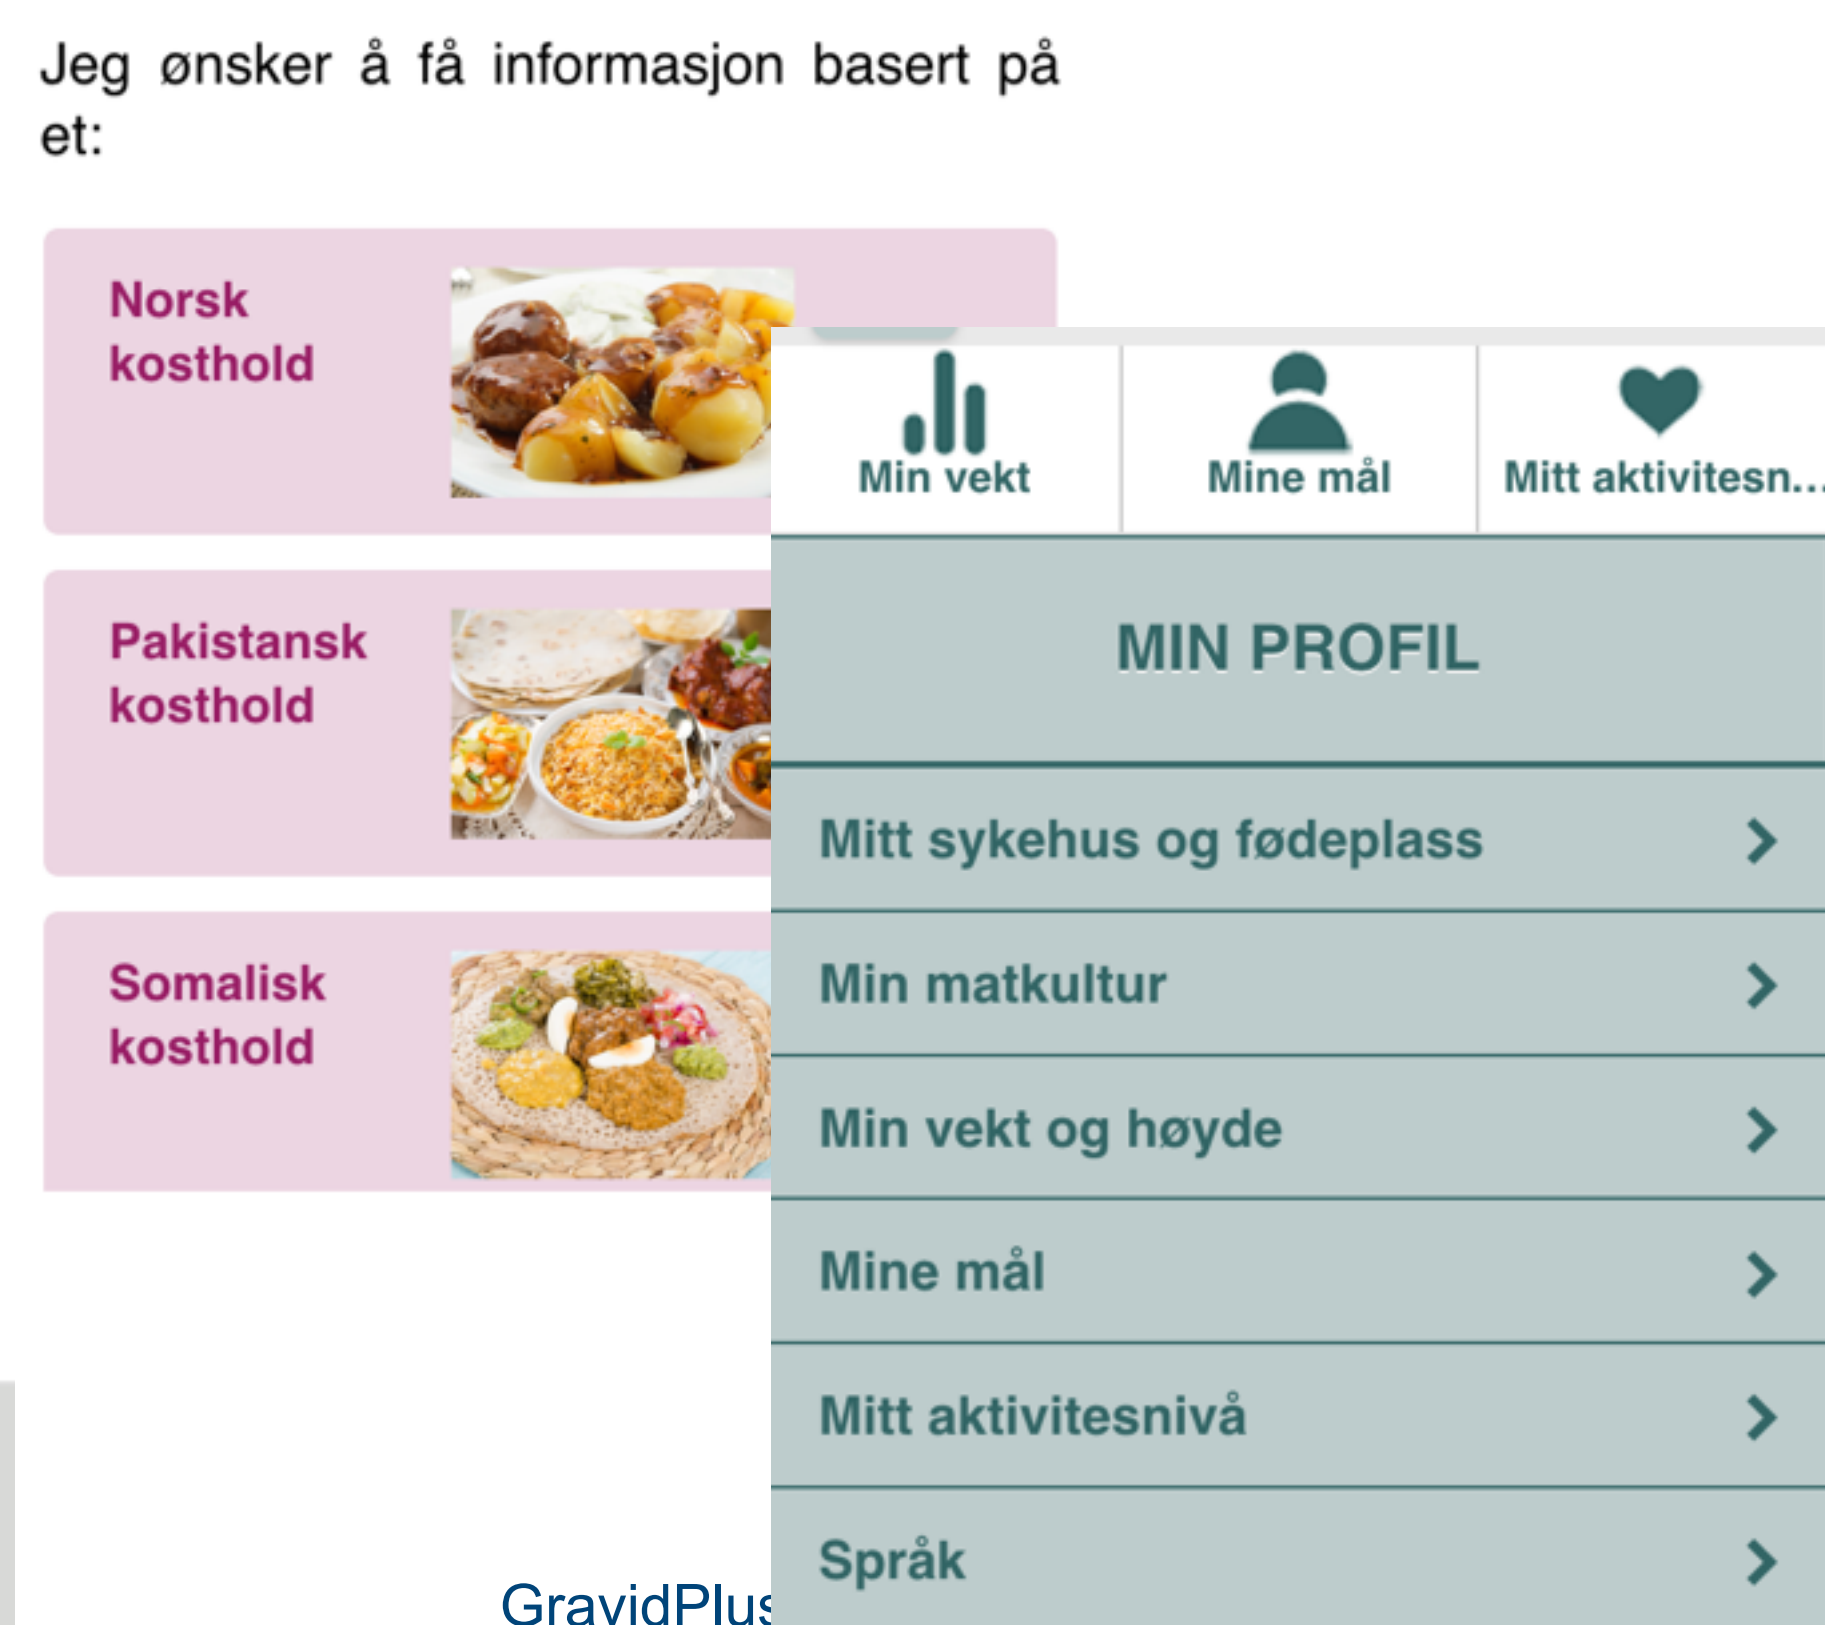 Jeg ønsker å få informasjon basert på
et:
Norsk
kosthold
Pakistansk
kosthold
Somalisk
kosthold
Min vekt
Mine mål
Mitt aktivitesn...
MIN PROFIL
Mitt sykehus og fødeplass
Min matkultur
Min vekt og høyde
Mine mål
Mitt aktivitesnivå
Språk
GravidPlus